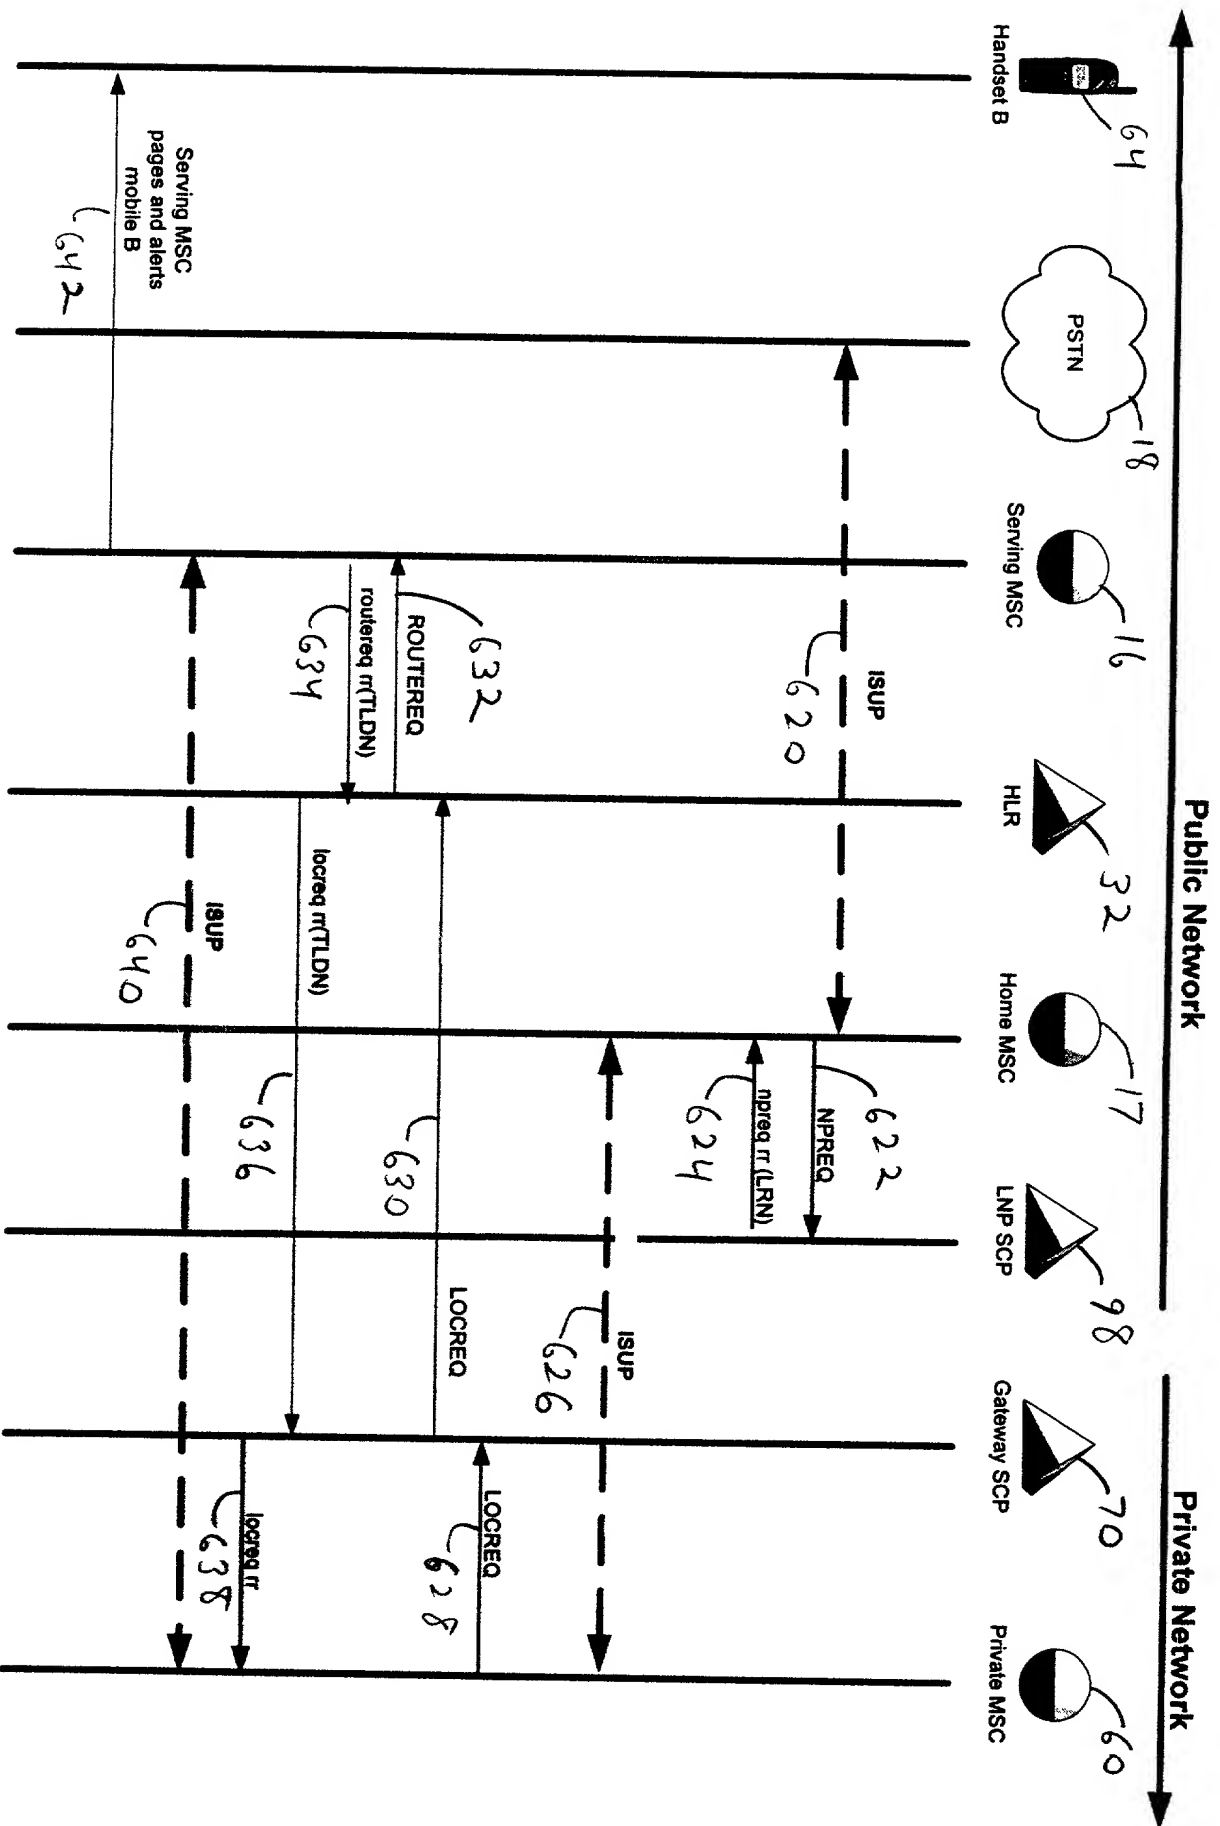 Public Network
Private Network
64
18
16
32
17
98
70
60
Handset B
PSTN
Serving MSC
HLR
Home MSC
LNP SCP
Gateway SCP
Private MSC
ISUP
620
622
NPREQ
npreq rr (LRN)
624
ISUP
626
LOCREQ
628
LOCREQ
630
632
ROUTEREQ
routereq rr(TLDN)
634
locreq rr(TLDN)
636
locreq rr
638
ISUP
640
Serving MSC
pages and alerts
mobile B
642